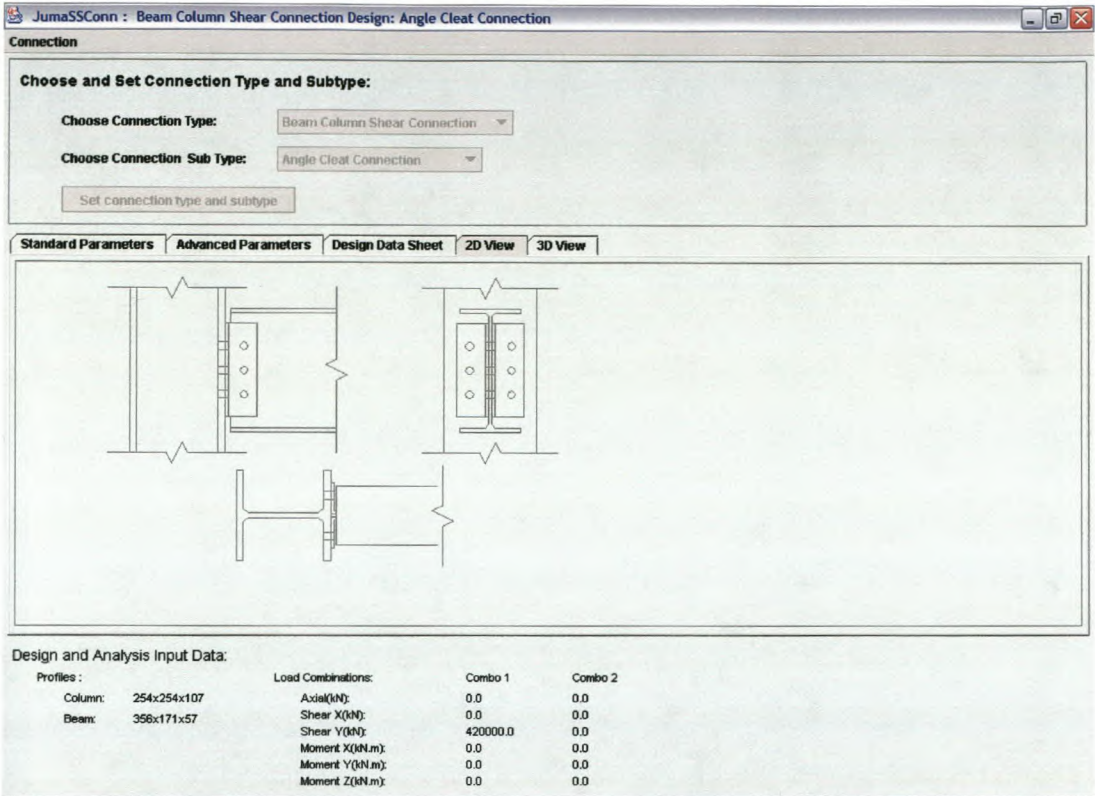 JumaSSConn : Beam Column Shear Connection Design: Angle Cleat Connection
Connection
Choose and Set Connection Type and Subtype:
Choose Connection Type: Beam Column Shear Connection
Choose Connection Sub Type: Angle Cleat Connection
Set connection type and subtype
Standard Parameters Advanced Parameters Design Data Sheet 2D View 3D View
Design and Analysis Input Data:
Profiles : Load Combinations: Combo 1 Combo 2
Column: 254x254x107 Axial(kN): 0.0 0.0
Beam: 356x171x57 Shear X(kN): 0.0 0.0
Shear Y(kN): 420000.0 0.0
Moment X(kN.m): 0.0 0.0
Moment Y(kN.m): 0.0 0.0
Moment Z(kN.m): 0.0 0.0